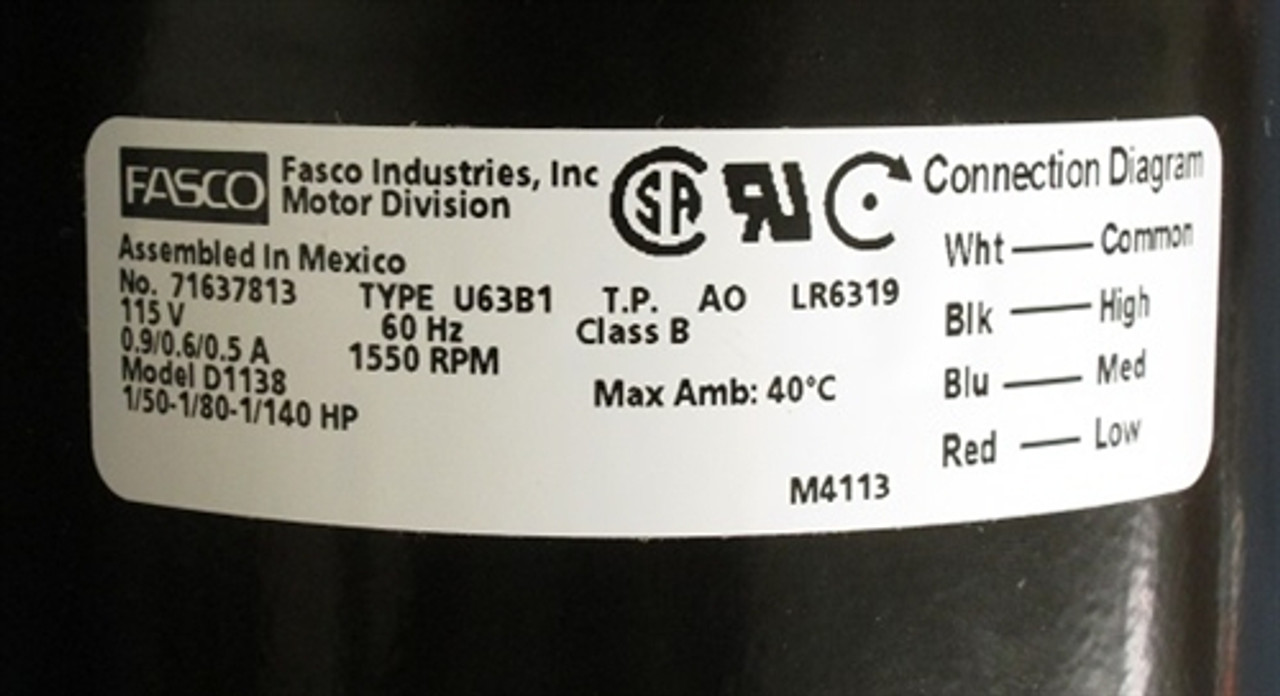 FASCO
Fasco Industries, Inc
Motor Division
Assembled In Mexico
No. 71637813 TYPE U63B1 T.P. AO LR6319
115 V 60 Hz Class B
0.9/0.6/0.5 A 1550 RPM
Model D1138 Max Amb: 40°C
1/50-1/80-1/140 HP
M4113
Connection Diagram
Wht — Common
Blk — High
Blu — Med
Red — Low